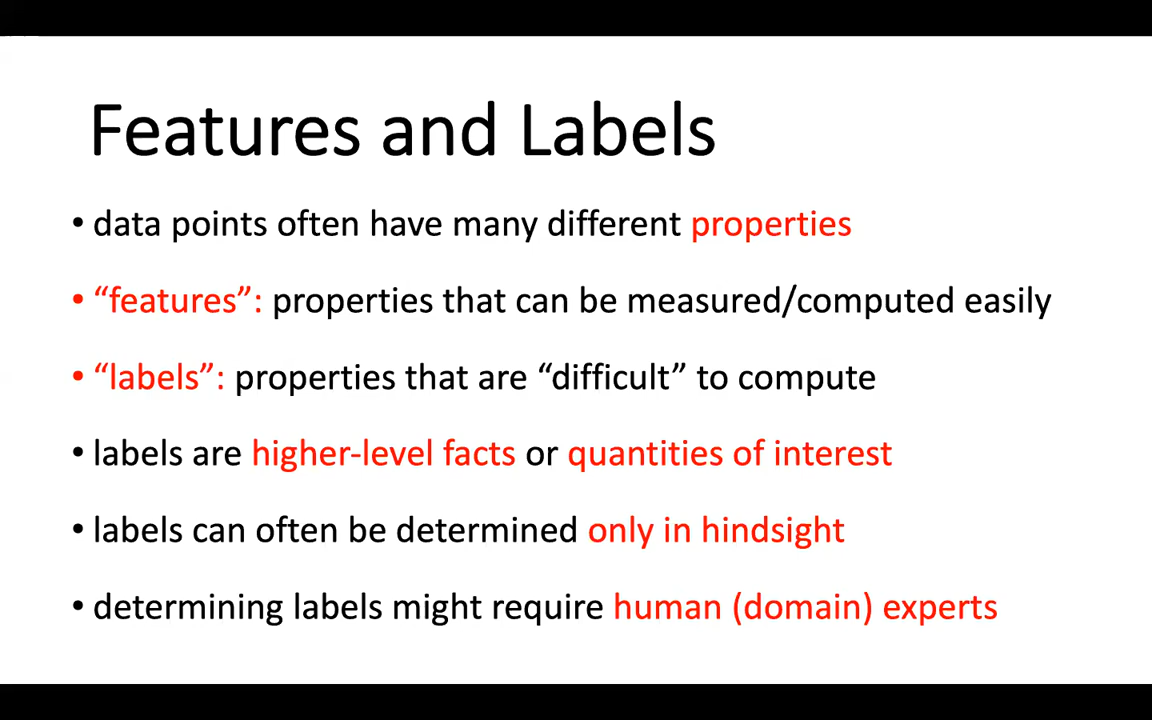 Features and Labels
• data points often have many different properties
• “features”: properties that can be measured/computed easily
• “labels”: properties that are “difficult” to compute
• labels are higher-level facts or quantities of interest
• labels can often be determined only in hindsight
• determining labels might require human (domain) experts